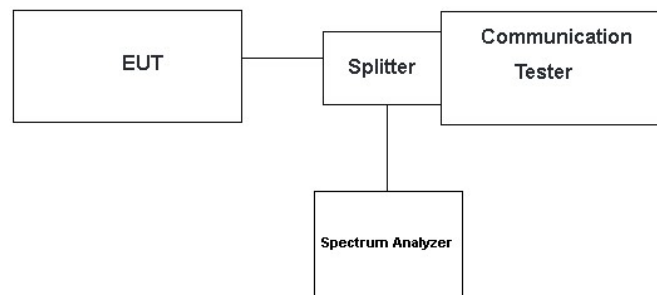 EUT
Splitter
Communication
Tester
Spectrum Analyzer